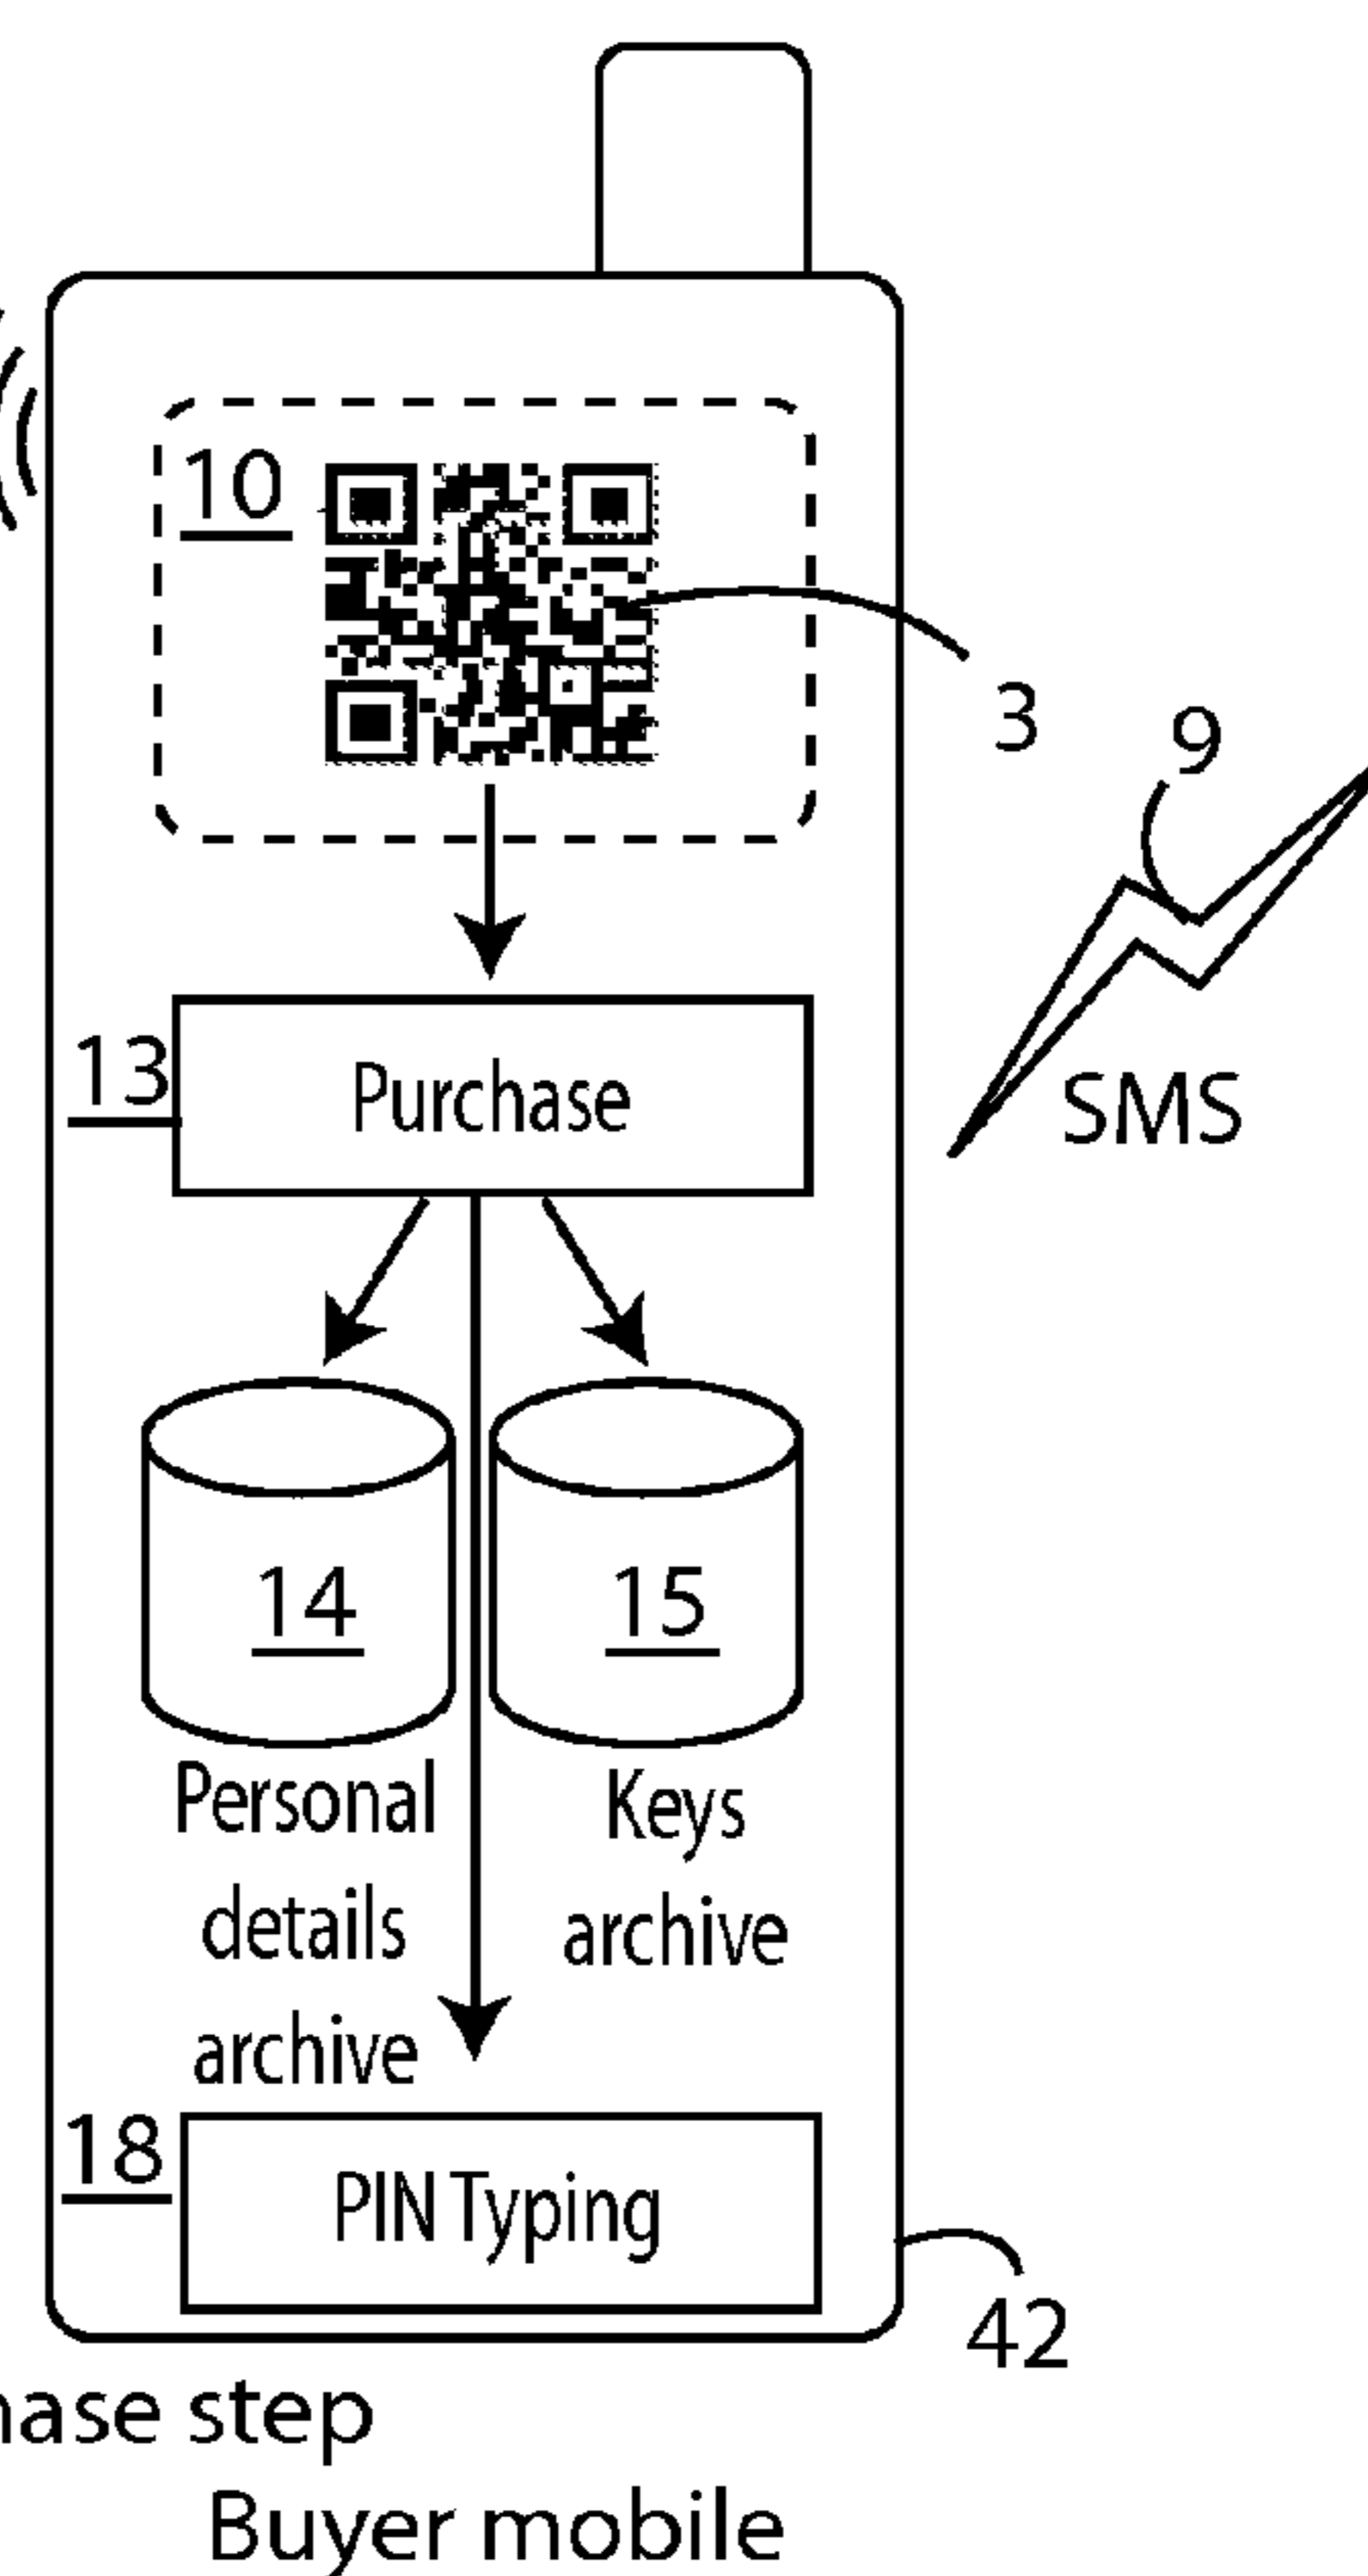 10
3
9
13
Purchase
SMS
14
15
Personal
details
archive
Keys
archive
18
PIN Typing
42
step
Buyer mobile